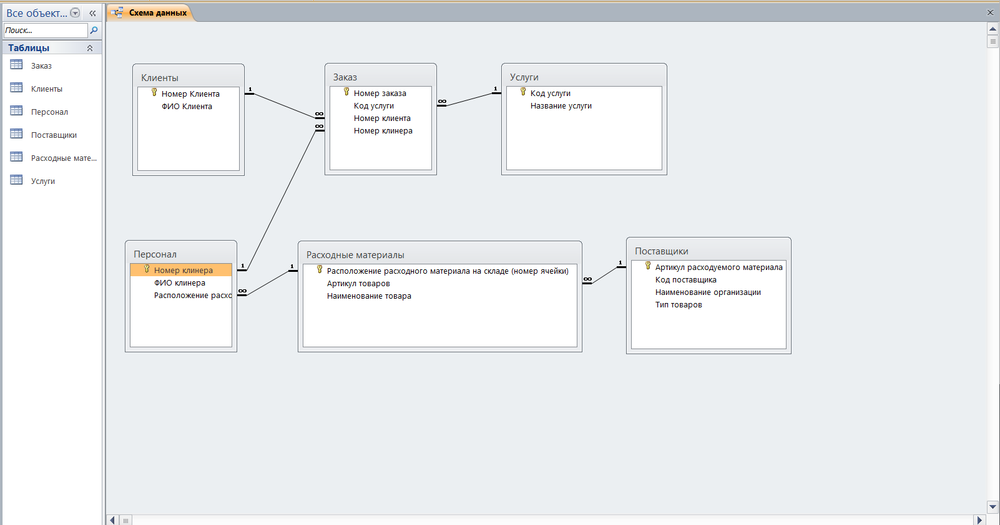 Все объект...
Поиск...
Таблицы
Заказ
Клиенты
Персонал
Поставщики
Расходные мате...
Услуги
Схема данных
Клиенты
Номер Клиента
ФИО Клиента
1
∞
∞
Заказ
Номер заказа
Код услуги
Номер клиента
Номер клинера
∞
1
Услуги
Код услуги
Название услуги
Персонал
Номер клинера
ФИО клинера
Расположение расхо
1
∞
1
Расходные материалы
Расположение расходного материала на складе (номер ячейки)
Артикул товаров
Наименование товара
∞
1
Поставщики
Артикул расходуемого материала
Код поставщика
Наименование организации
Тип товаров